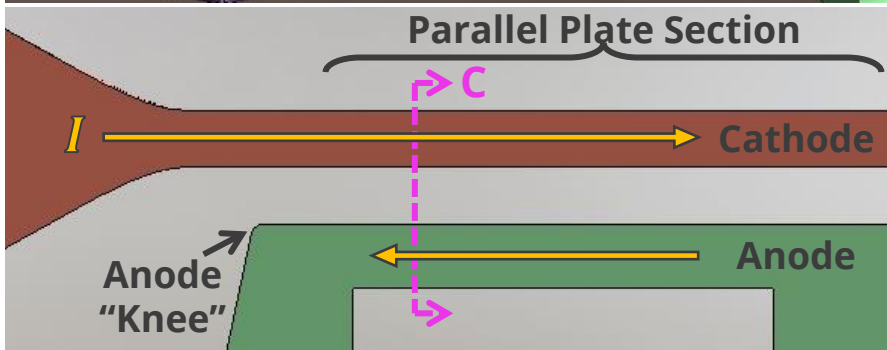 Parallel Plate Section
C
I
Cathode
Anode
Anode
“Knee”